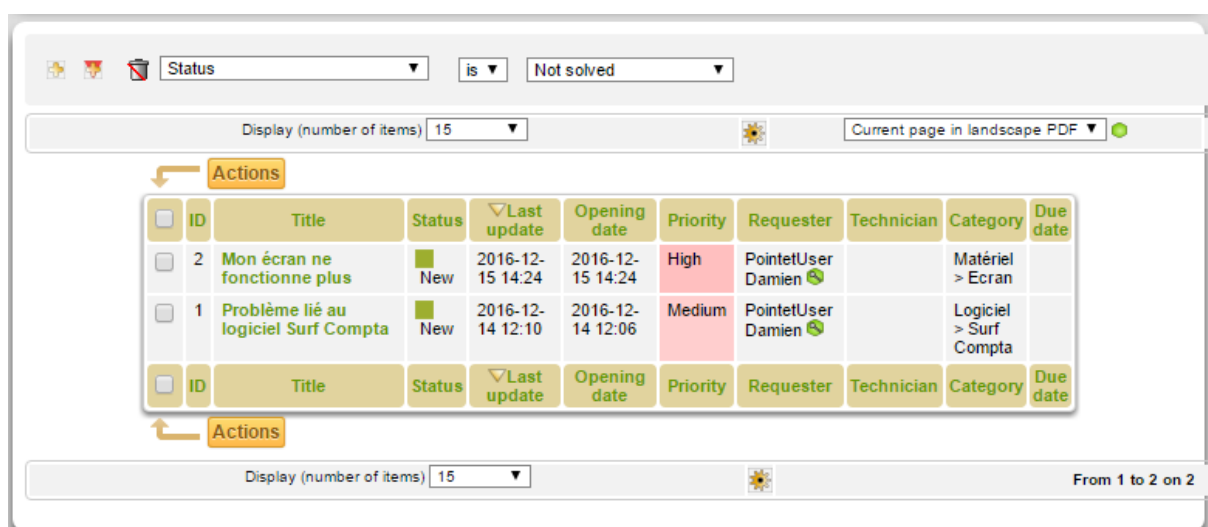 Status is Not solved
Display (number of items) 15 Current page in landscape PDF
Actions
ID Title Status Last update Opening date Priority Requester Technician Category Due date
2 Mon écran ne fonctionne plus New 2016-12-15 14:24 2016-12-15 14:24 High PointetUser Damien Matériel > Ecran
1 Problème lié au logiciel Surf Compta New 2016-12-14 12:10 2016-12-14 12:06 Medium PointetUser Damien Logiciel > Surf Compta
ID Title Status Last update Opening date Priority Requester Technician Category Due date
Actions
Display (number of items) 15 From 1 to 2 on 2